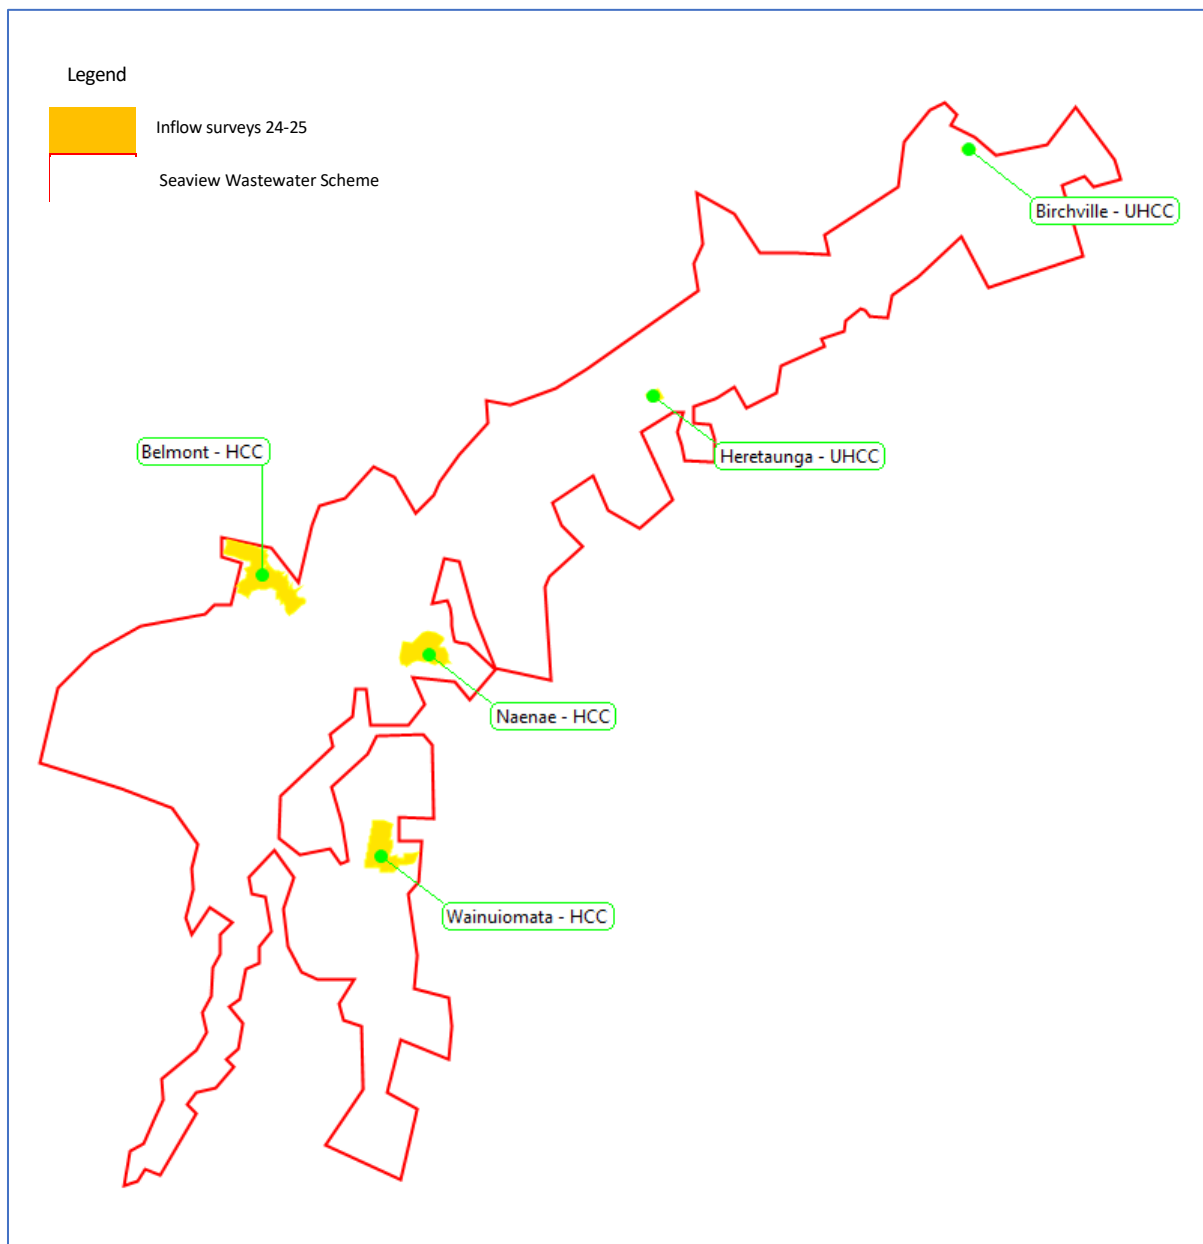 Legend
Inflow surveys 24-25
Seaview Wastewater Scheme
Birchville - UHCC
Belmont - HCC
Heretaunga - UHCC
Naenae - HCC
Wainuiomata - HCC